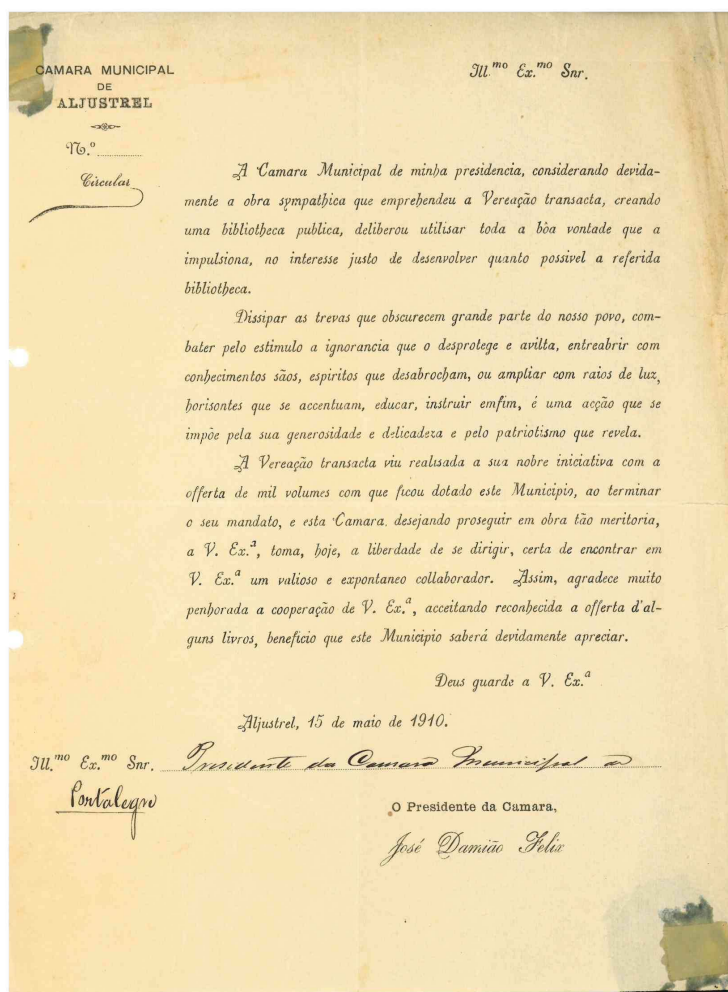 CAMARA MUNICIPAL
DE
ALJUSTREL
N.º
Circular
Ill.mo Ex.mo Snr.
A Camara Municipal de minha presidencia, considerando devida-
mente a obra sympathica que emprehendeu a Vereação transacta, creando
uma bibliotheca publica, deliberou utilisar toda a bôa vontade que a
impulsiona, no interesse justo de desenvolver quanto possivel a referida
bibliotheca.
Dissipar as trevas que obscurecem grande parte do nosso povo, com-
bater pelo estimulo a ignorancia que o desprotege e avilta, entreabrir com
conhecimentos sãos, espiritos que desabrocham, ou ampliar com raios de luz,
horisontes que se accentuam, educar, instruir emfim, é uma acção que se
impõe pela sua generosidade e delicadeza e pelo patriotismo que revela.
A Vereação transacta viu realisada a sua nobre iniciativa com a
offerta de mil volumes com que ficou dotado este Municipio, ao terminar
o seu mandato, e esta Camara, desejando proseguir em obra tão meritoria,
a V. Ex.ª, toma, hoje, a liberdade de se dirigir, certa de encontrar em
V. Ex.ª um valioso e expontaneo collaborador. Assim, agradece muito
penhorada a cooperação de V. Ex.ª, acceitando reconhecida a offerta d'al-
guns livros, beneficio que este Municipio saberá devidamente apreciar.
Deus guarde a V. Ex.ª
Aljustrel, 15 de maio de 1910.
Ill.mo Ex.mo Snr. Presidente da Camara Municipal de
Portalegre
O Presidente da Camara,
José Damião Felix